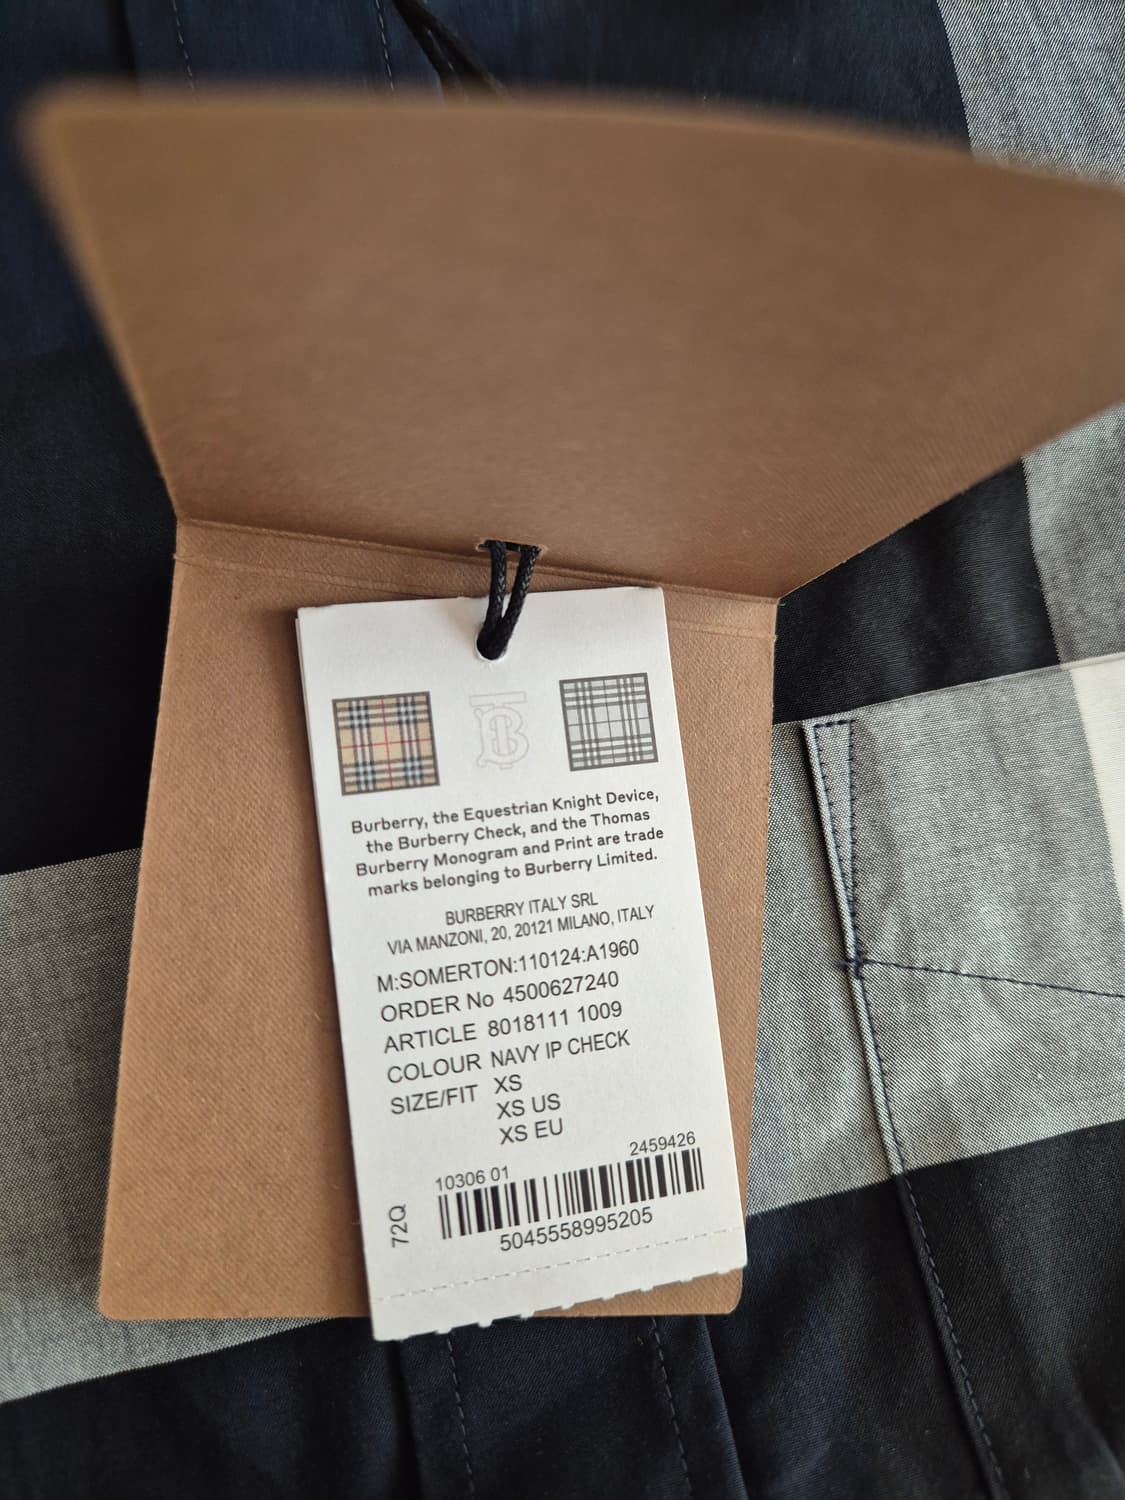 TB
Burberry, the Equestrian Knight Device,
the Burberry Check, and the Thomas
Burberry Monogram and Print are trade
marks belonging to Burberry Limited.
BURBERRY ITALY SRL
VIA MANZONI, 20, 20121 MILANO, ITALY
M:SOMERTON:110124:A1960
ORDER No 4500627240
ARTICLE 8018111 1009
COLOUR NAVY IP CHECK
SIZE/FIT XS
XS US
XS EU
10306 01 2459426
72Q
5045558995205